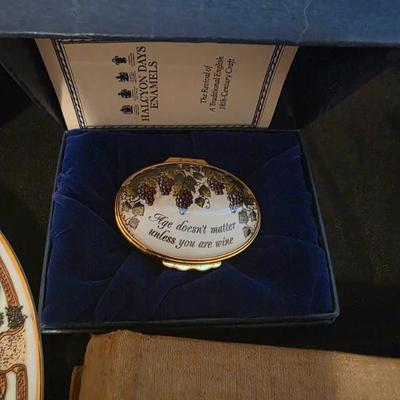 HALCYON DAYS
ENAMELS
The Revival of
A Traditional English
18th-Century Craft
Age doesn't matter
unless you are wine